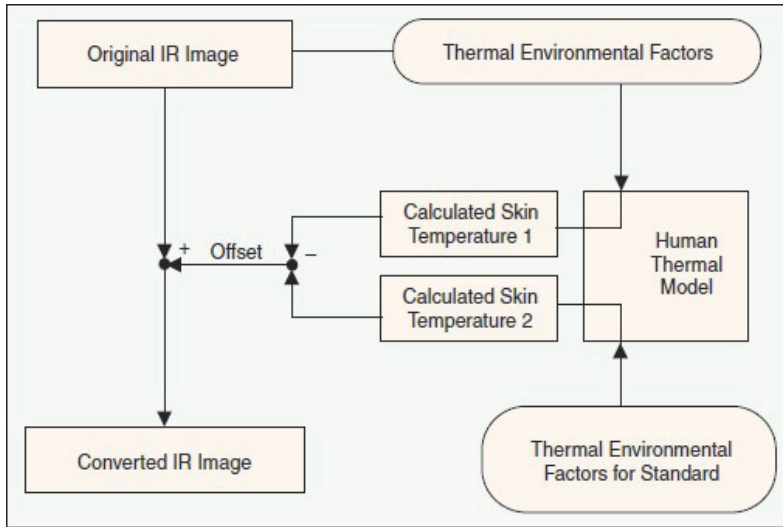 Original IR Image
Thermal Environmental Factors
Calculated Skin
Temperature 1
Human
Thermal
Model
+
Offset
–
Calculated Skin
Temperature 2
Converted IR Image
Thermal Environmental
Factors for Standard